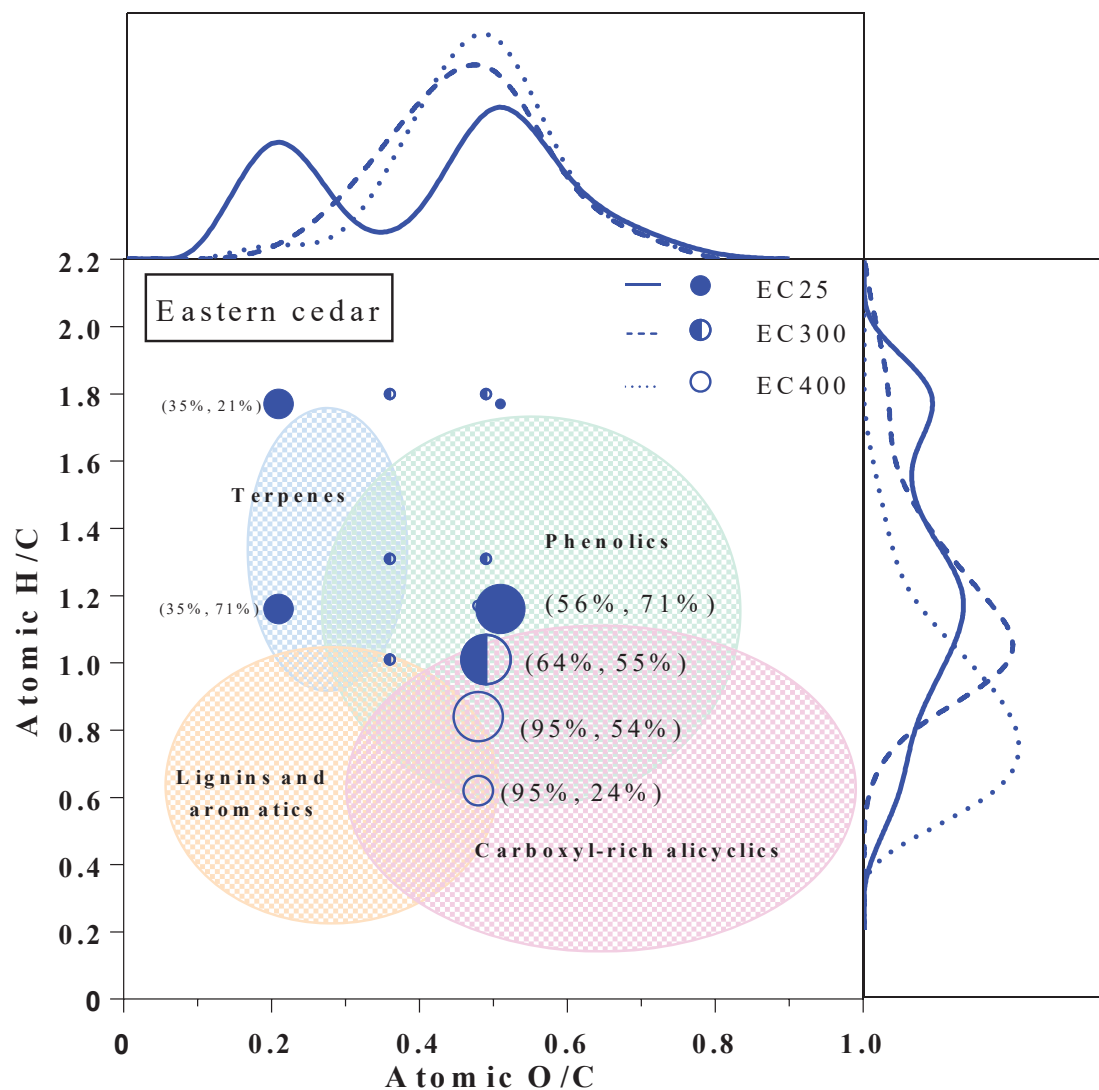 2.2
Eastern cedar
EC25
2.0
EC300
EC400
1.8
(35%, 21%)
1.6
Terpenes
1.4
Phenolics
1.2
(35%, 71%)
(56%, 71%)
1.0
(64%, 55%)
0.8
(95%, 54%)
Lignins and
aromatics
0.6
(95%, 24%)
Carboxyl-rich alicyclics
0.4
0.2
0
Atomic H/C
0
0.2
0.4
0.6
0.8
1.0
Atomic O/C